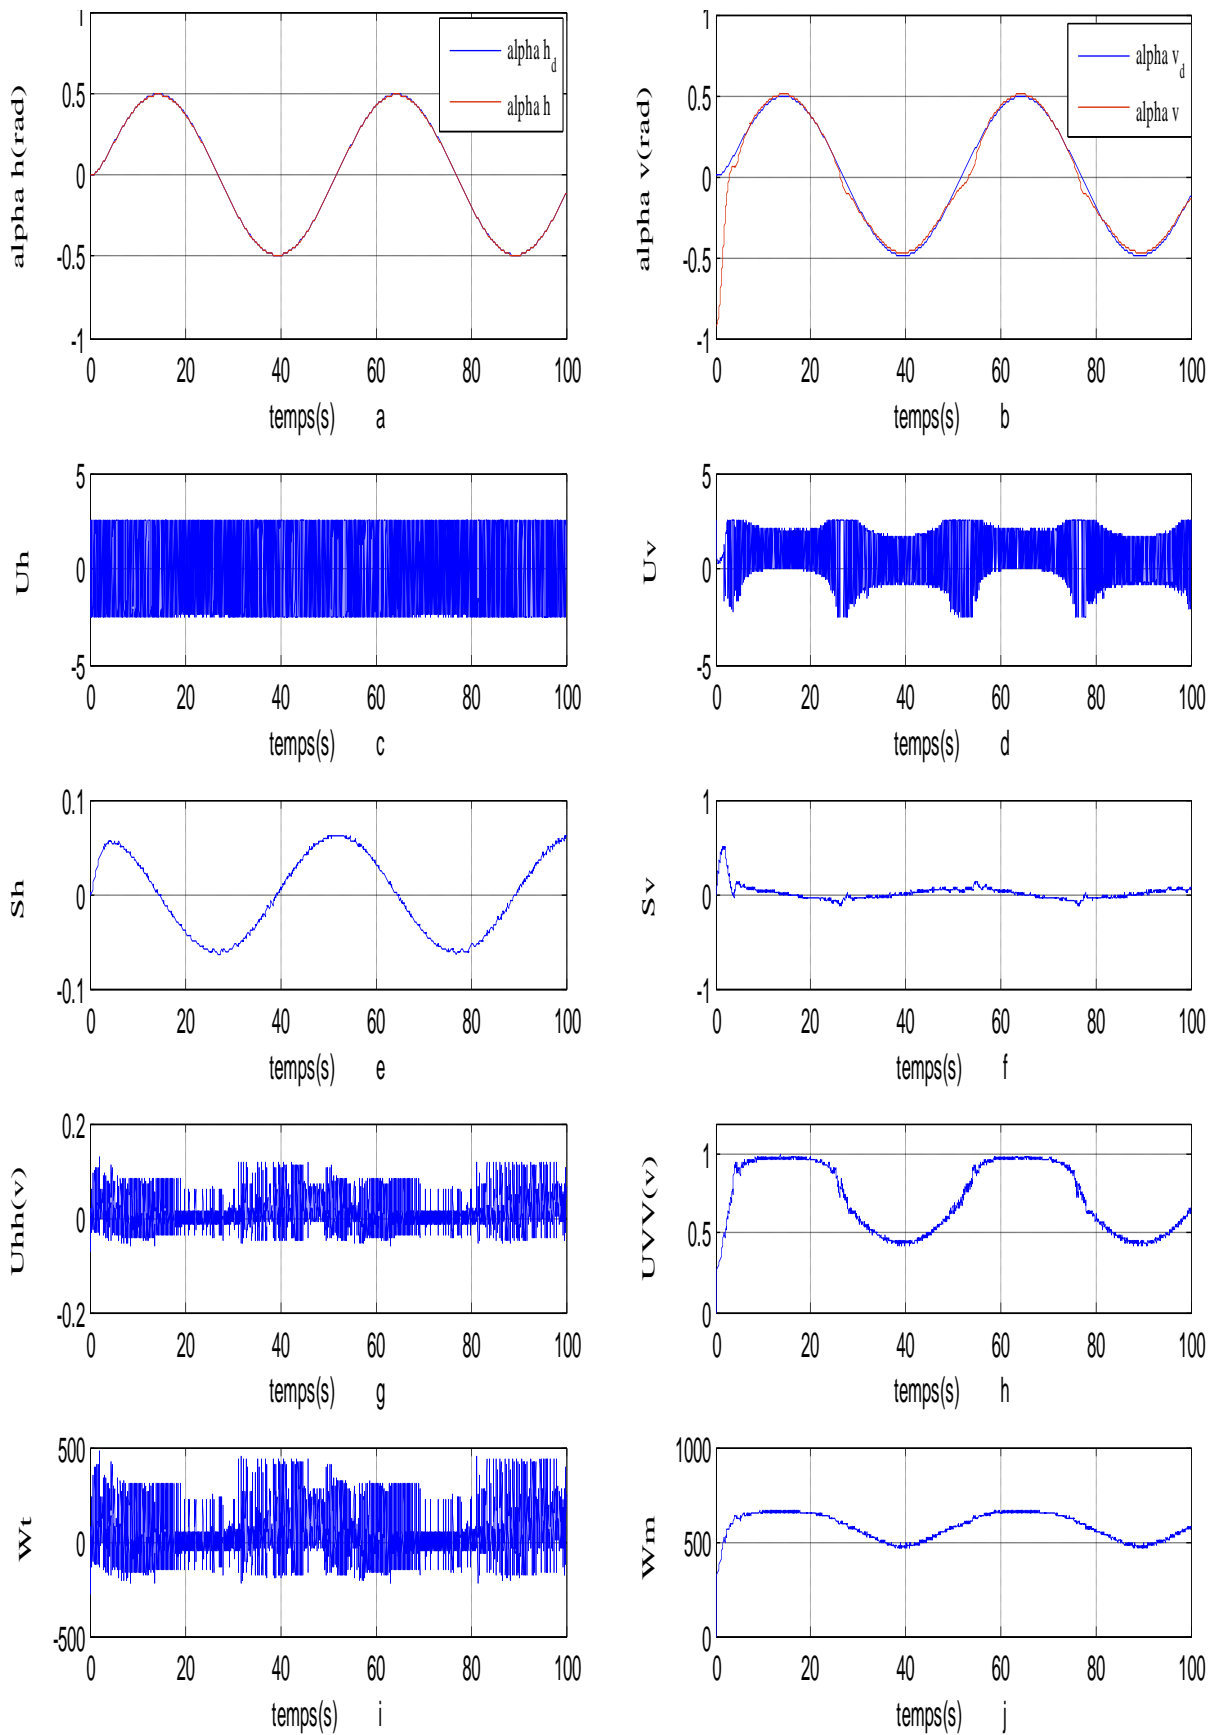 1
0.5
0
-0.5
-1
alpha h(rad)
alpha h_d
alpha h
0 20 40 60 80 100
temps(s) a
1
0.5
0
-0.5
-1
alpha v(rad)
alpha v_d
alpha v
0 20 40 60 80 100
temps(s) b
5
0
-5
Uh
0 20 40 60 80 100
temps(s) c
5
0
-5
Uv
0 20 40 60 80 100
temps(s) d
0.1
0
-0.1
Sh
0 20 40 60 80 100
temps(s) e
1
0
-1
Sv
0 20 40 60 80 100
temps(s) f
0.2
0
-0.2
Uhh(v)
0 20 40 60 80 100
temps(s) g
1
0.5
0
UVV(v)
0 20 40 60 80 100
temps(s) h
500
0
-500
Wt
0 20 40 60 80 100
temps(s) i
1000
500
0
Wm
0 20 40 60 80 100
temps(s) j